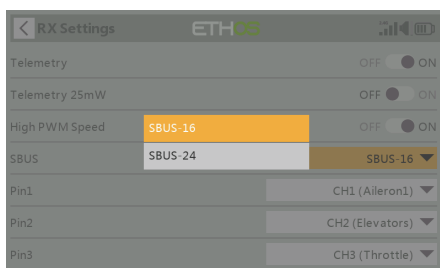 RX Settings ETHOS
Telemetry OFF ON
Telemetry 25mW OFF ON
High PWM Speed OFF ON
SBUS-16
SBUS-24
SBUS SBUS-16
Pin1 CH1 (Aileron1)
Pin2 CH2 (Elevators)
Pin3 CH3 (Throttle)